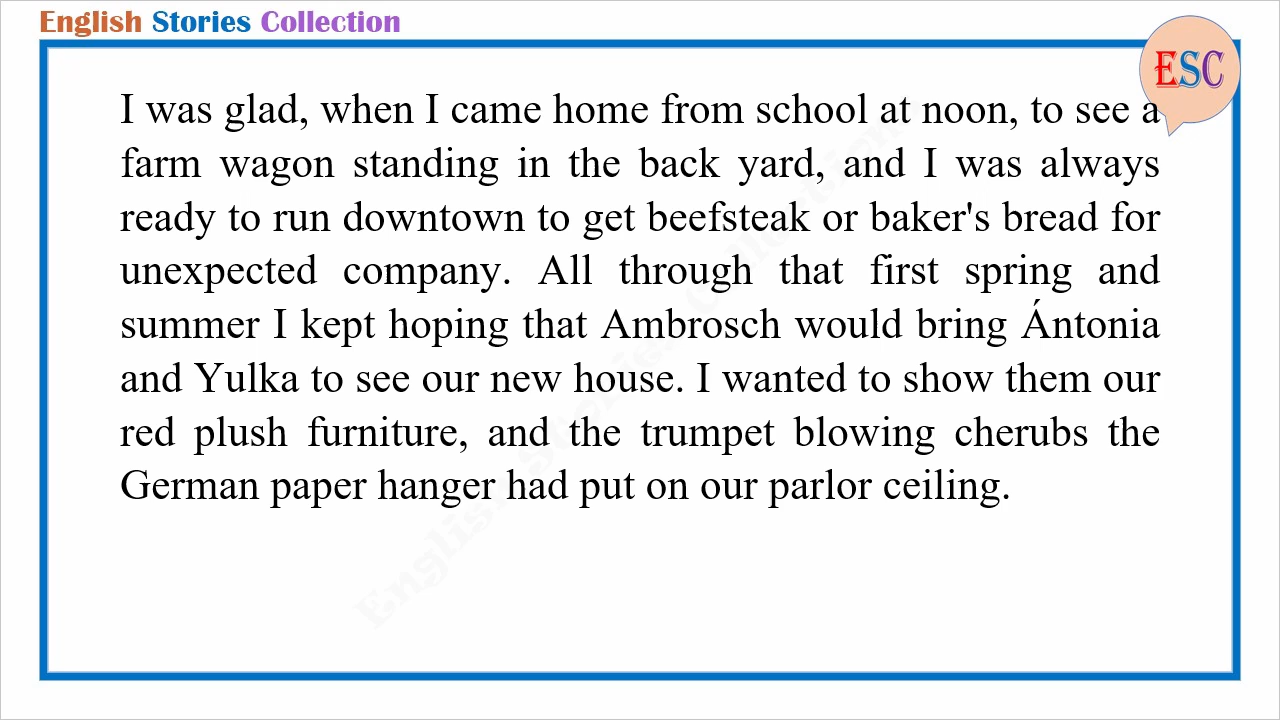 English Stories Collection
ESC
I was glad, when I came home from school at noon, to see a
farm wagon standing in the back yard, and I was always
ready to run downtown to get beefsteak or baker's bread for
unexpected company. All through that first spring and
summer I kept hoping that Ambrosch would bring Ántonia
and Yulka to see our new house. I wanted to show them our
red plush furniture, and the trumpet blowing cherubs the
German paper hanger had put on our parlor ceiling.
English Stories Collection